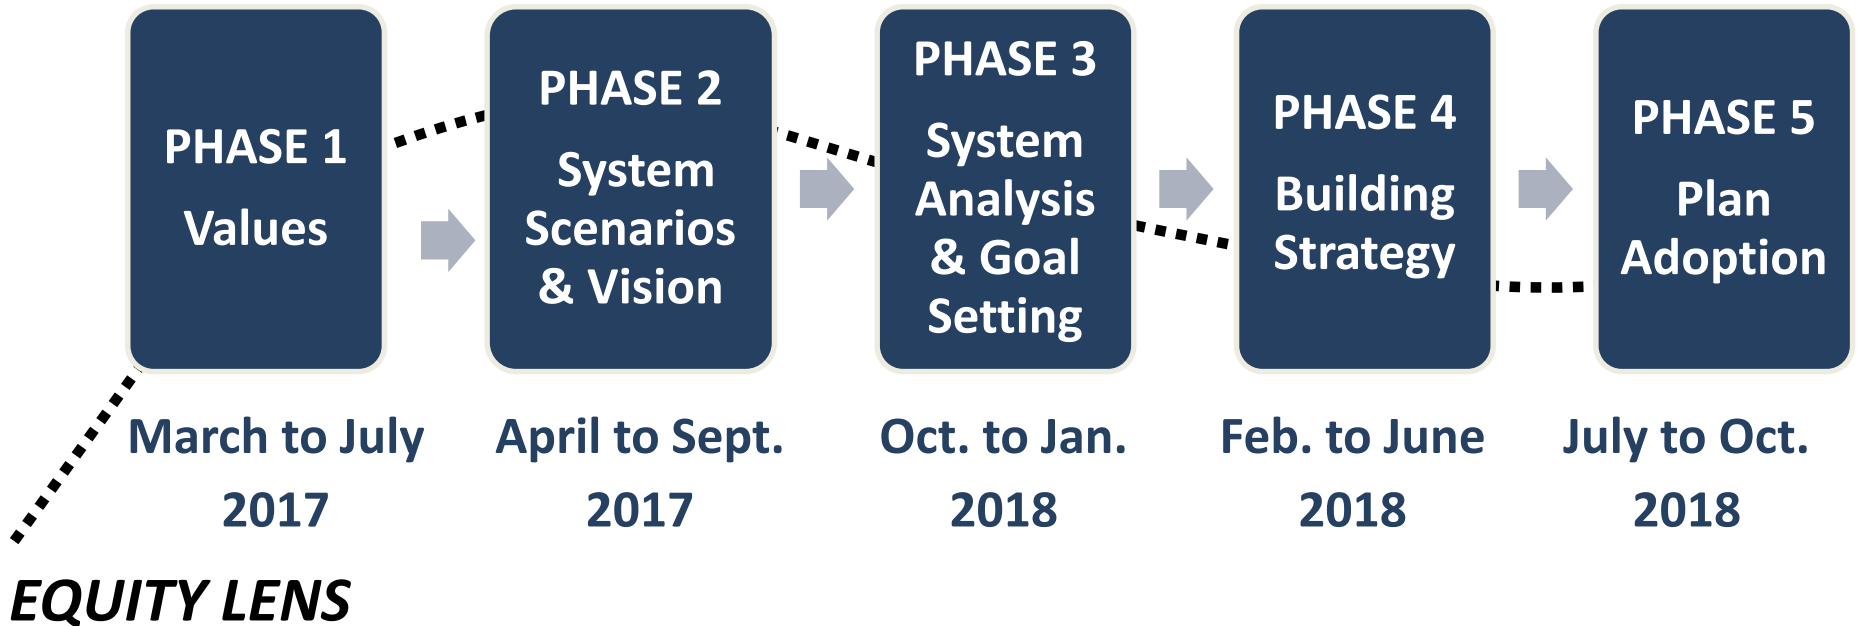 PHASE 1
Values
PHASE 2
System
Scenarios
& Vision
PHASE 3
System
Analysis
& Goal
Setting
PHASE 4
Building
Strategy
PHASE 5
Plan
Adoption
March to July
2017
April to Sept.
2017
Oct. to Jan.
2018
Feb. to June
2018
July to Oct.
2018
EQUITY LENS